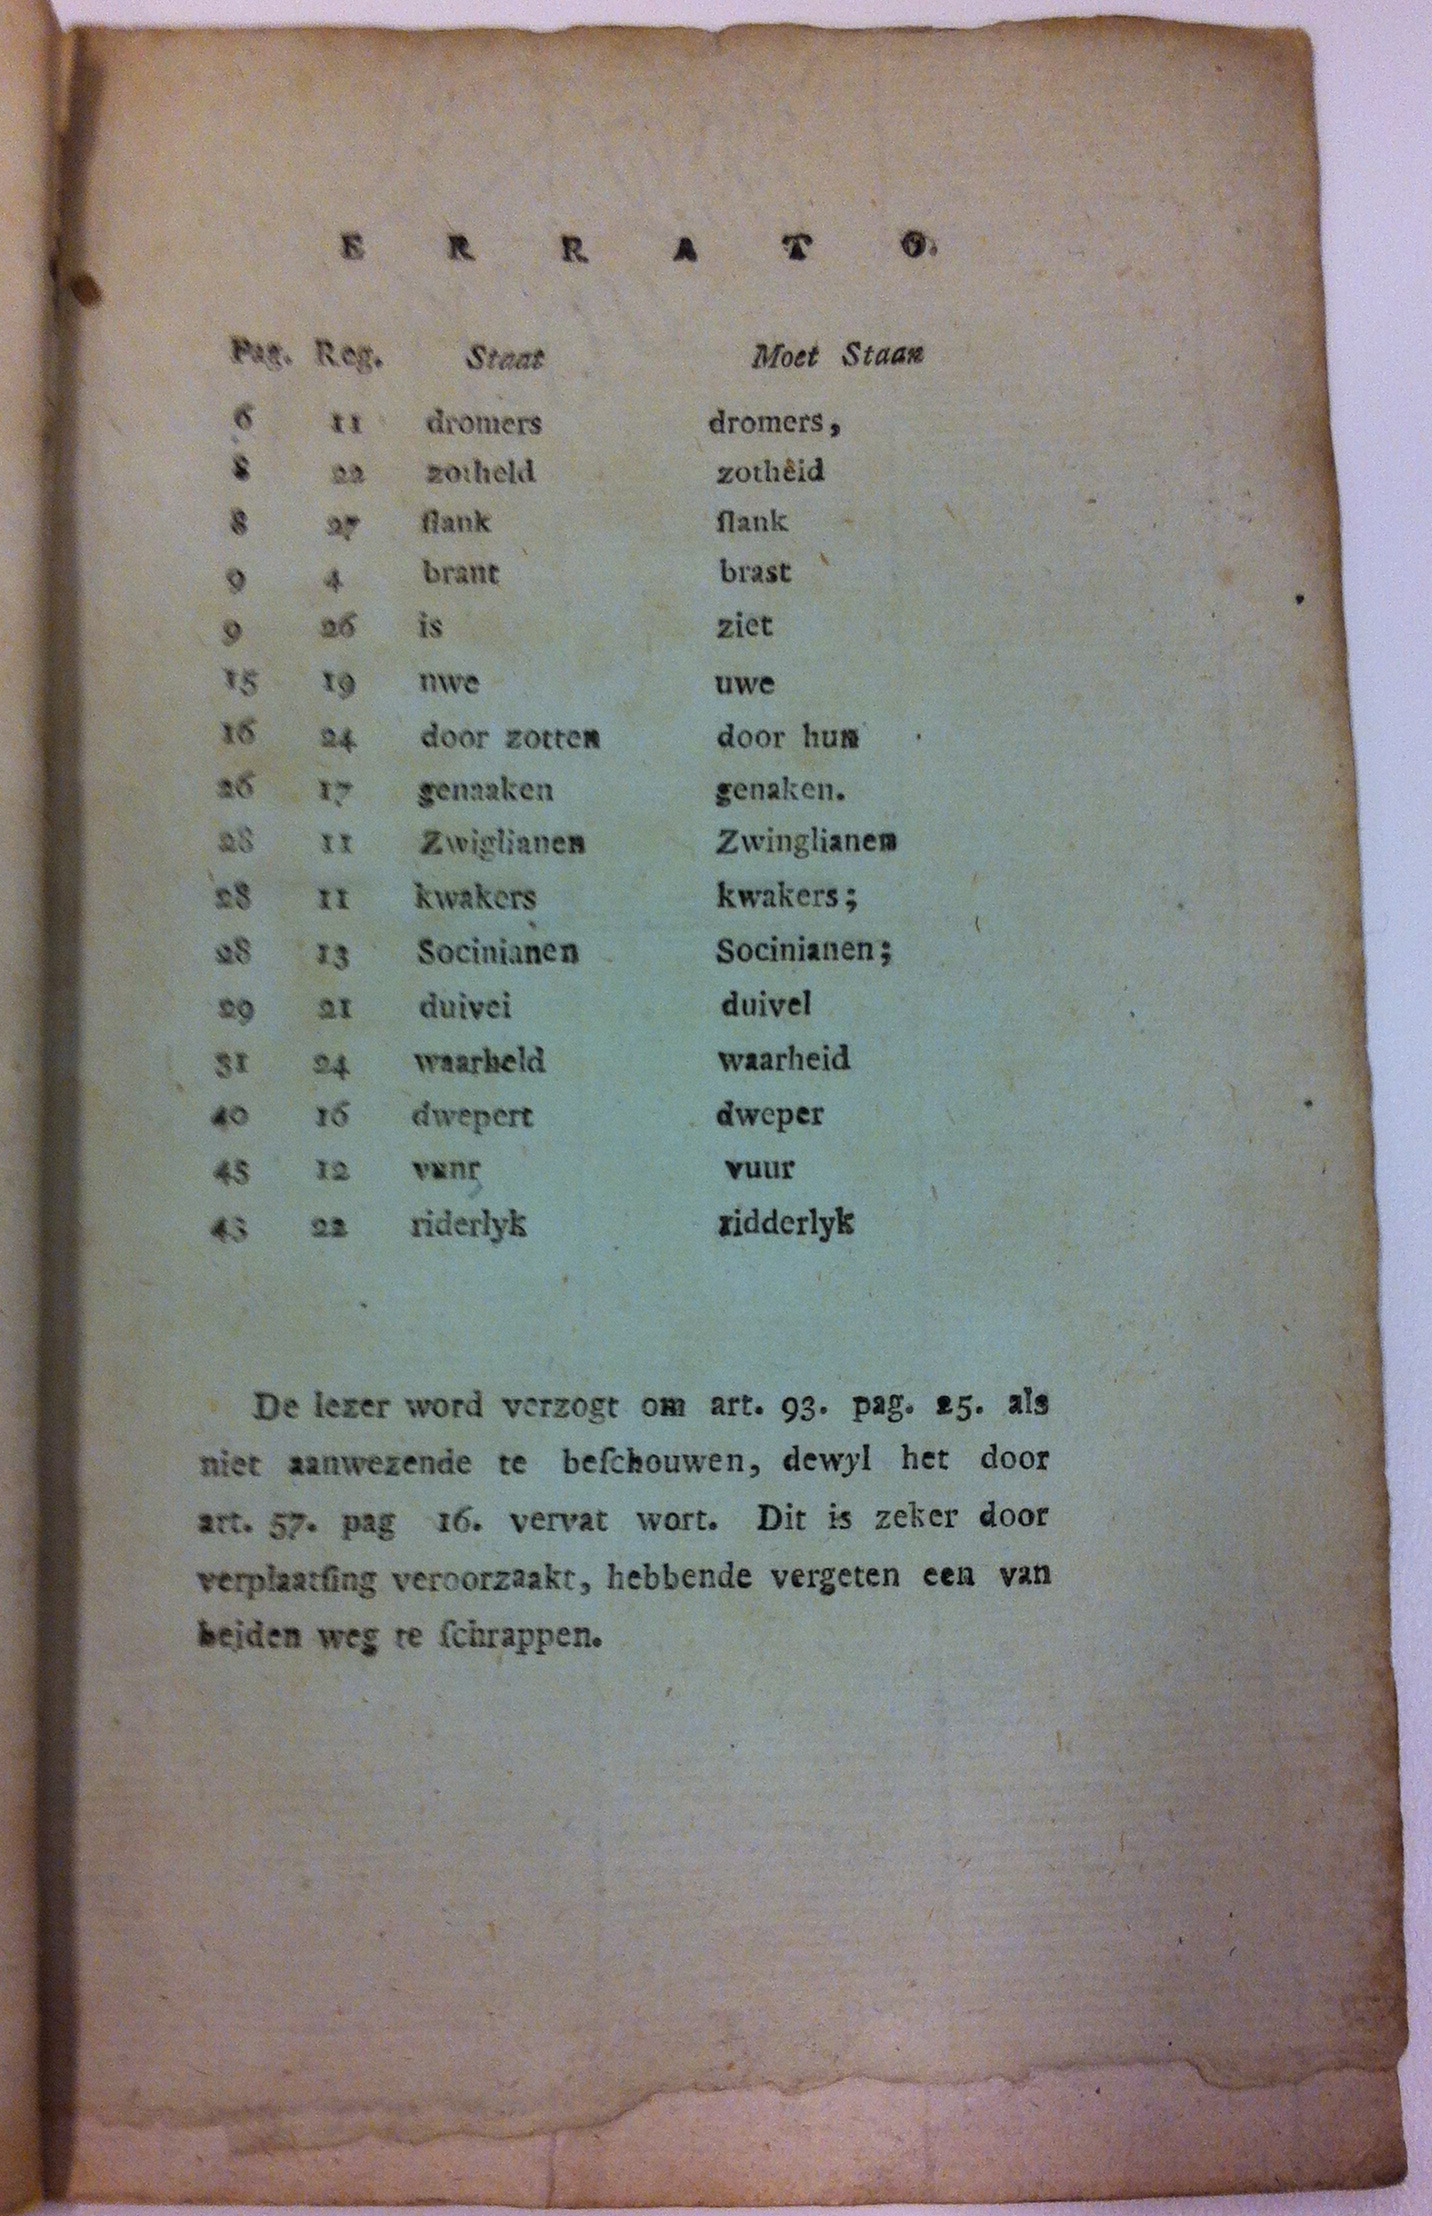 E R R A T O.
Pag. Reg. Staat Moet Staan
6 11 dromers dromers,
8 22 zotheld zothêid
8 27 flank ſlank
9 4 brant brast
9 26 is ziet
15 19 nwe uwe
16 24 door zotten door hun
26 17 genaaken genaken.
28 11 Zwiglianen Zwinglianen
28 11 kwakers kwakers;
28 13 Socinianen Socinianen;
29 21 duivei duivel
31 24 waarheld waarheid
40 16 dwepert dweper
45 12 vunr vuur
43 22 riderlyk ridderlyk
De lezer word verzogt om art. 93. pag. 25. als
niet aanwezende te beſchouwen, dewyl het door
art. 57. pag 16. vervat wort. Dit is zeker door
verplaatſing veroorzaakt, hebbende vergeten een van
beiden weg te ſchrappen.